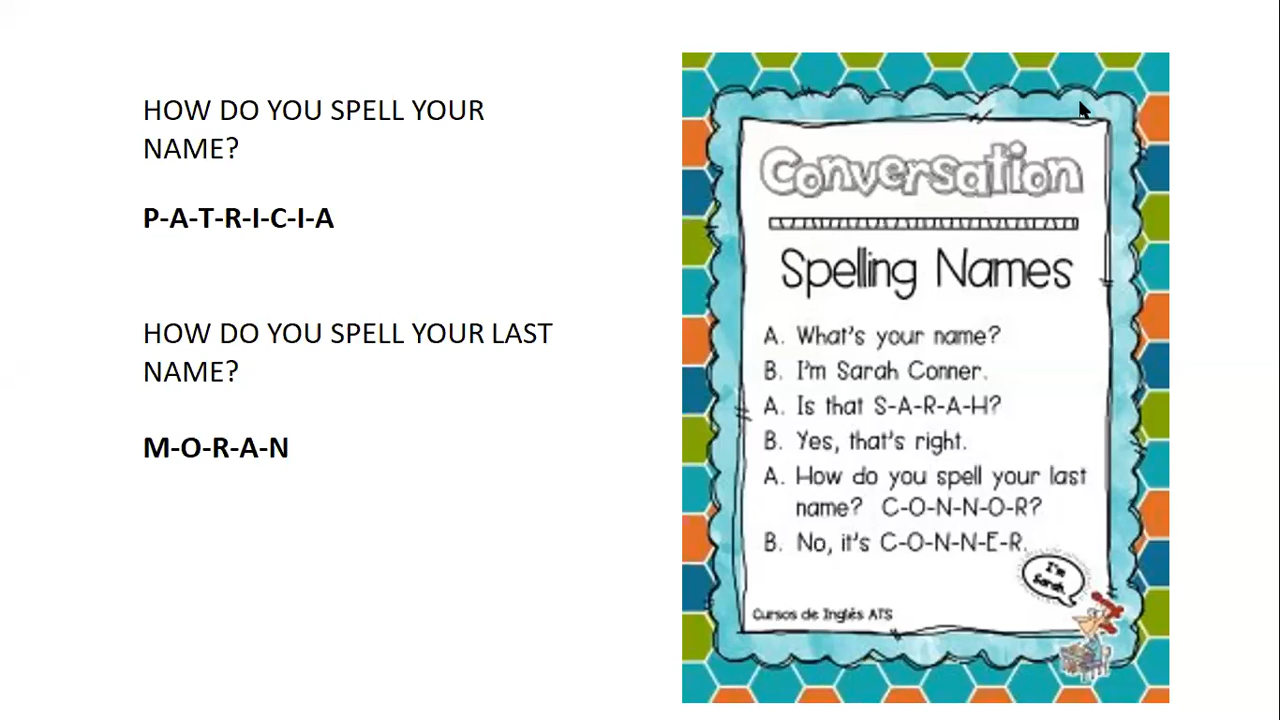 HOW DO YOU SPELL YOUR
NAME?
P-A-T-R-I-C-I-A
HOW DO YOU SPELL YOUR LAST
NAME?
M-O-R-A-N
Conversation
Spelling Names
A. What's your name?
B. I'm Sarah Conner.
A. Is that S-A-R-A-H?
B. Yes, that's right.
A. How do you spell your last
name? C-O-N-N-O-R?
B. No, it's C-O-N-N-E-R.
I'm
Sarah.
Cursos de Inglés ATS